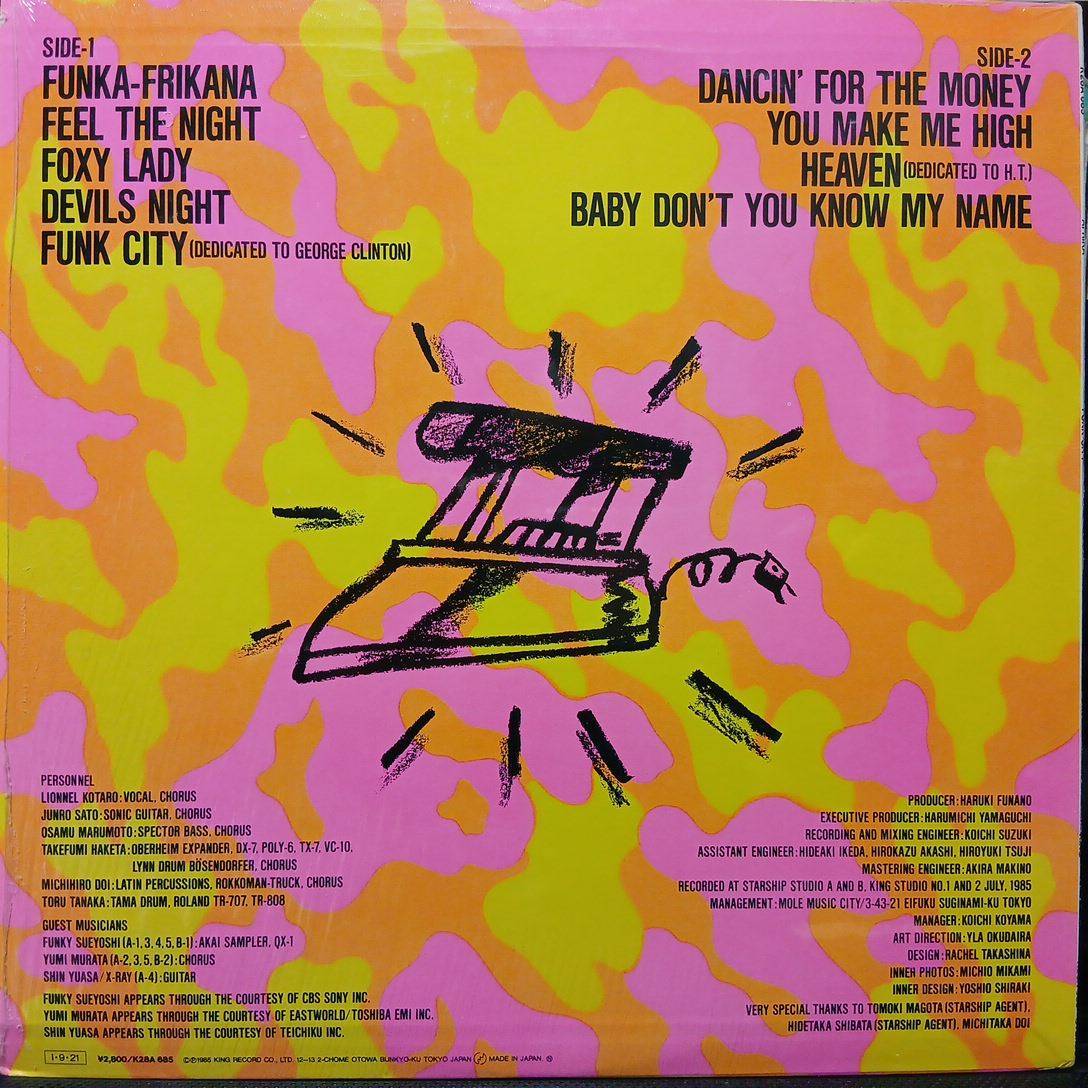 SIDE-1
FUNKA-FRIKANA
FEEL THE NIGHT
FOXY LADY
DEVILS NIGHT
FUNK CITY(DEDICATED TO GEORGE CLINTON)
SIDE-2
DANCIN' FOR THE MONEY
YOU MAKE ME HIGH
HEAVEN(DEDICATED TO H.T.)
BABY DON'T YOU KNOW MY NAME
PERSONNEL
LIONNEL KOTARO:VOCAL, CHORUS
JUNRO SATO:SONIC GUITAR, CHORUS
OSAMU MARUMOTO:SPECTOR BASS, CHORUS
TAKEFUMI HAKETA:OBERHEIM EXPANDER, DX-7, POLY-6, TX-7, VC-10,
LYNN DRUM BÖSENDORFER, CHORUS
MICHIHIRO DOI:LATIN PERCUSSIONS, ROKKOMAN-TRUCK, CHORUS
TORU TANAKA:TAMA DRUM, ROLAND TR-707, TR-808
GUEST MUSICIANS
FUNKY SUEYOSHI(A-1,3,4,5,B-1):AKAI SAMPLER, QX-1
YUMI MURATA(A-2,3,5,B-2):CHORUS
SHIN YUASA/X-RAY(A-4):GUITAR
FUNKY SUEYOSHI APPEARS THROUGH THE COURTESY OF CBS SONY INC.
YUMI MURATA APPEARS THROUGH THE COURTESY OF EASTWORLD/TOSHIBA EMI INC.
SHIN YUASA APPEARS THROUGH THE COURTESY OF TEICHIKU INC.
PRODUCER:HARUKI FUNANO
EXECUTIVE PRODUCER:HARUMICHI YAMAGUCHI
RECORDING AND MIXING ENGINEER:KOICHI SUZUKI
ASSISTANT ENGINEER:HIDEAKI IKEDA, HIROKAZU AKASHI, HIROYUKI TSUJI
MASTERING ENGINEER:AKIRA MAKINO
RECORDED AT STARSHIP STUDIO A AND B, KING STUDIO NO.1 AND 2 JULY, 1985
MANAGEMENT:MOLE MUSIC CITY/3-43-21 EIFUKU SUGINAMI-KU TOKYO
MANAGER:KOICHI KOYAMA
ART DIRECTION:YLA OKUDAIRA
DESIGN:RACHEL TAKASHINA
INNER PHOTOS:MICHIO MIKAMI
INNER DESIGN:YOSHIO SHIRAKI
VERY SPECIAL THANKS TO TOMOKI MAGOTA(STARSHIP AGENT),
HIDETAKA SHIBATA(STARSHIP AGENT), MICHITAKA DOI
I·9·21 ¥2,800/K28A 685 ©℗1985 KING RECORD CO., LTD. 12-13 2-CHOME OTOWA BUNKYO-KU TOKYO JAPAN MADE IN JAPAN. Ⓝ